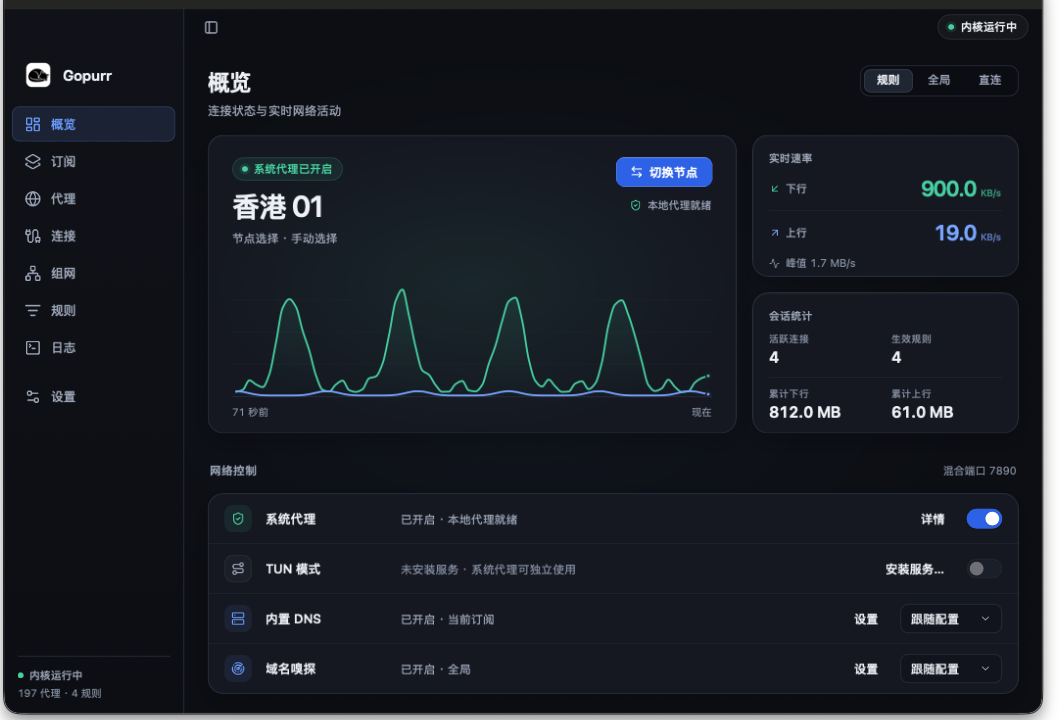 内核运行中
Gopurr
概览
订阅
代理
连接
组网
规则
日志
设置
内核运行中
197 代理 · 4 规则
概览
连接状态与实时网络活动
规则 全局 直连
系统代理已开启
香港 01
节点选择 · 手动选择
切换节点
本地代理就绪
71 秒前
现在
实时速率
下行 900.0 KB/s
上行 19.0 KB/s
峰值 1.7 MB/s
会话统计
活跃连接 生效规则
4 4
累计下行 累计上行
812.0 MB 61.0 MB
网络控制 混合端口 7890
系统代理 已开启 · 本地代理就绪 详情
TUN 模式 未安装服务 · 系统代理可独立使用 安装服务...
内置 DNS 已开启 · 当前订阅 设置 跟随配置
域名嗅探 已开启 · 全局 设置 跟随配置